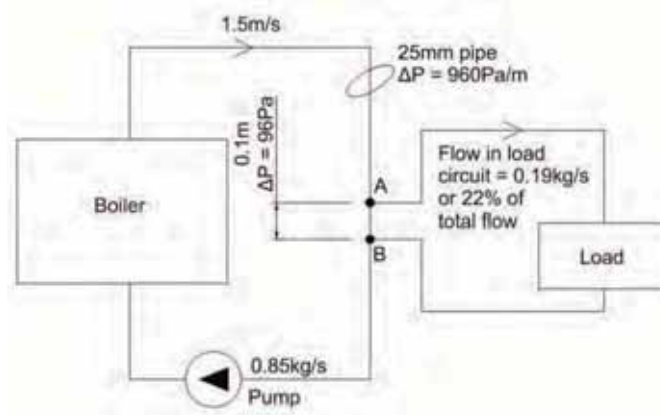 1.5m/s
25mm pipe
ΔP = 960Pa/m
0.1m
ΔP = 96Pa
A
Flow in load
circuit = 0.19kg/s
or 22% of
total flow
Boiler
B
Load
0.85kg/s
Pump